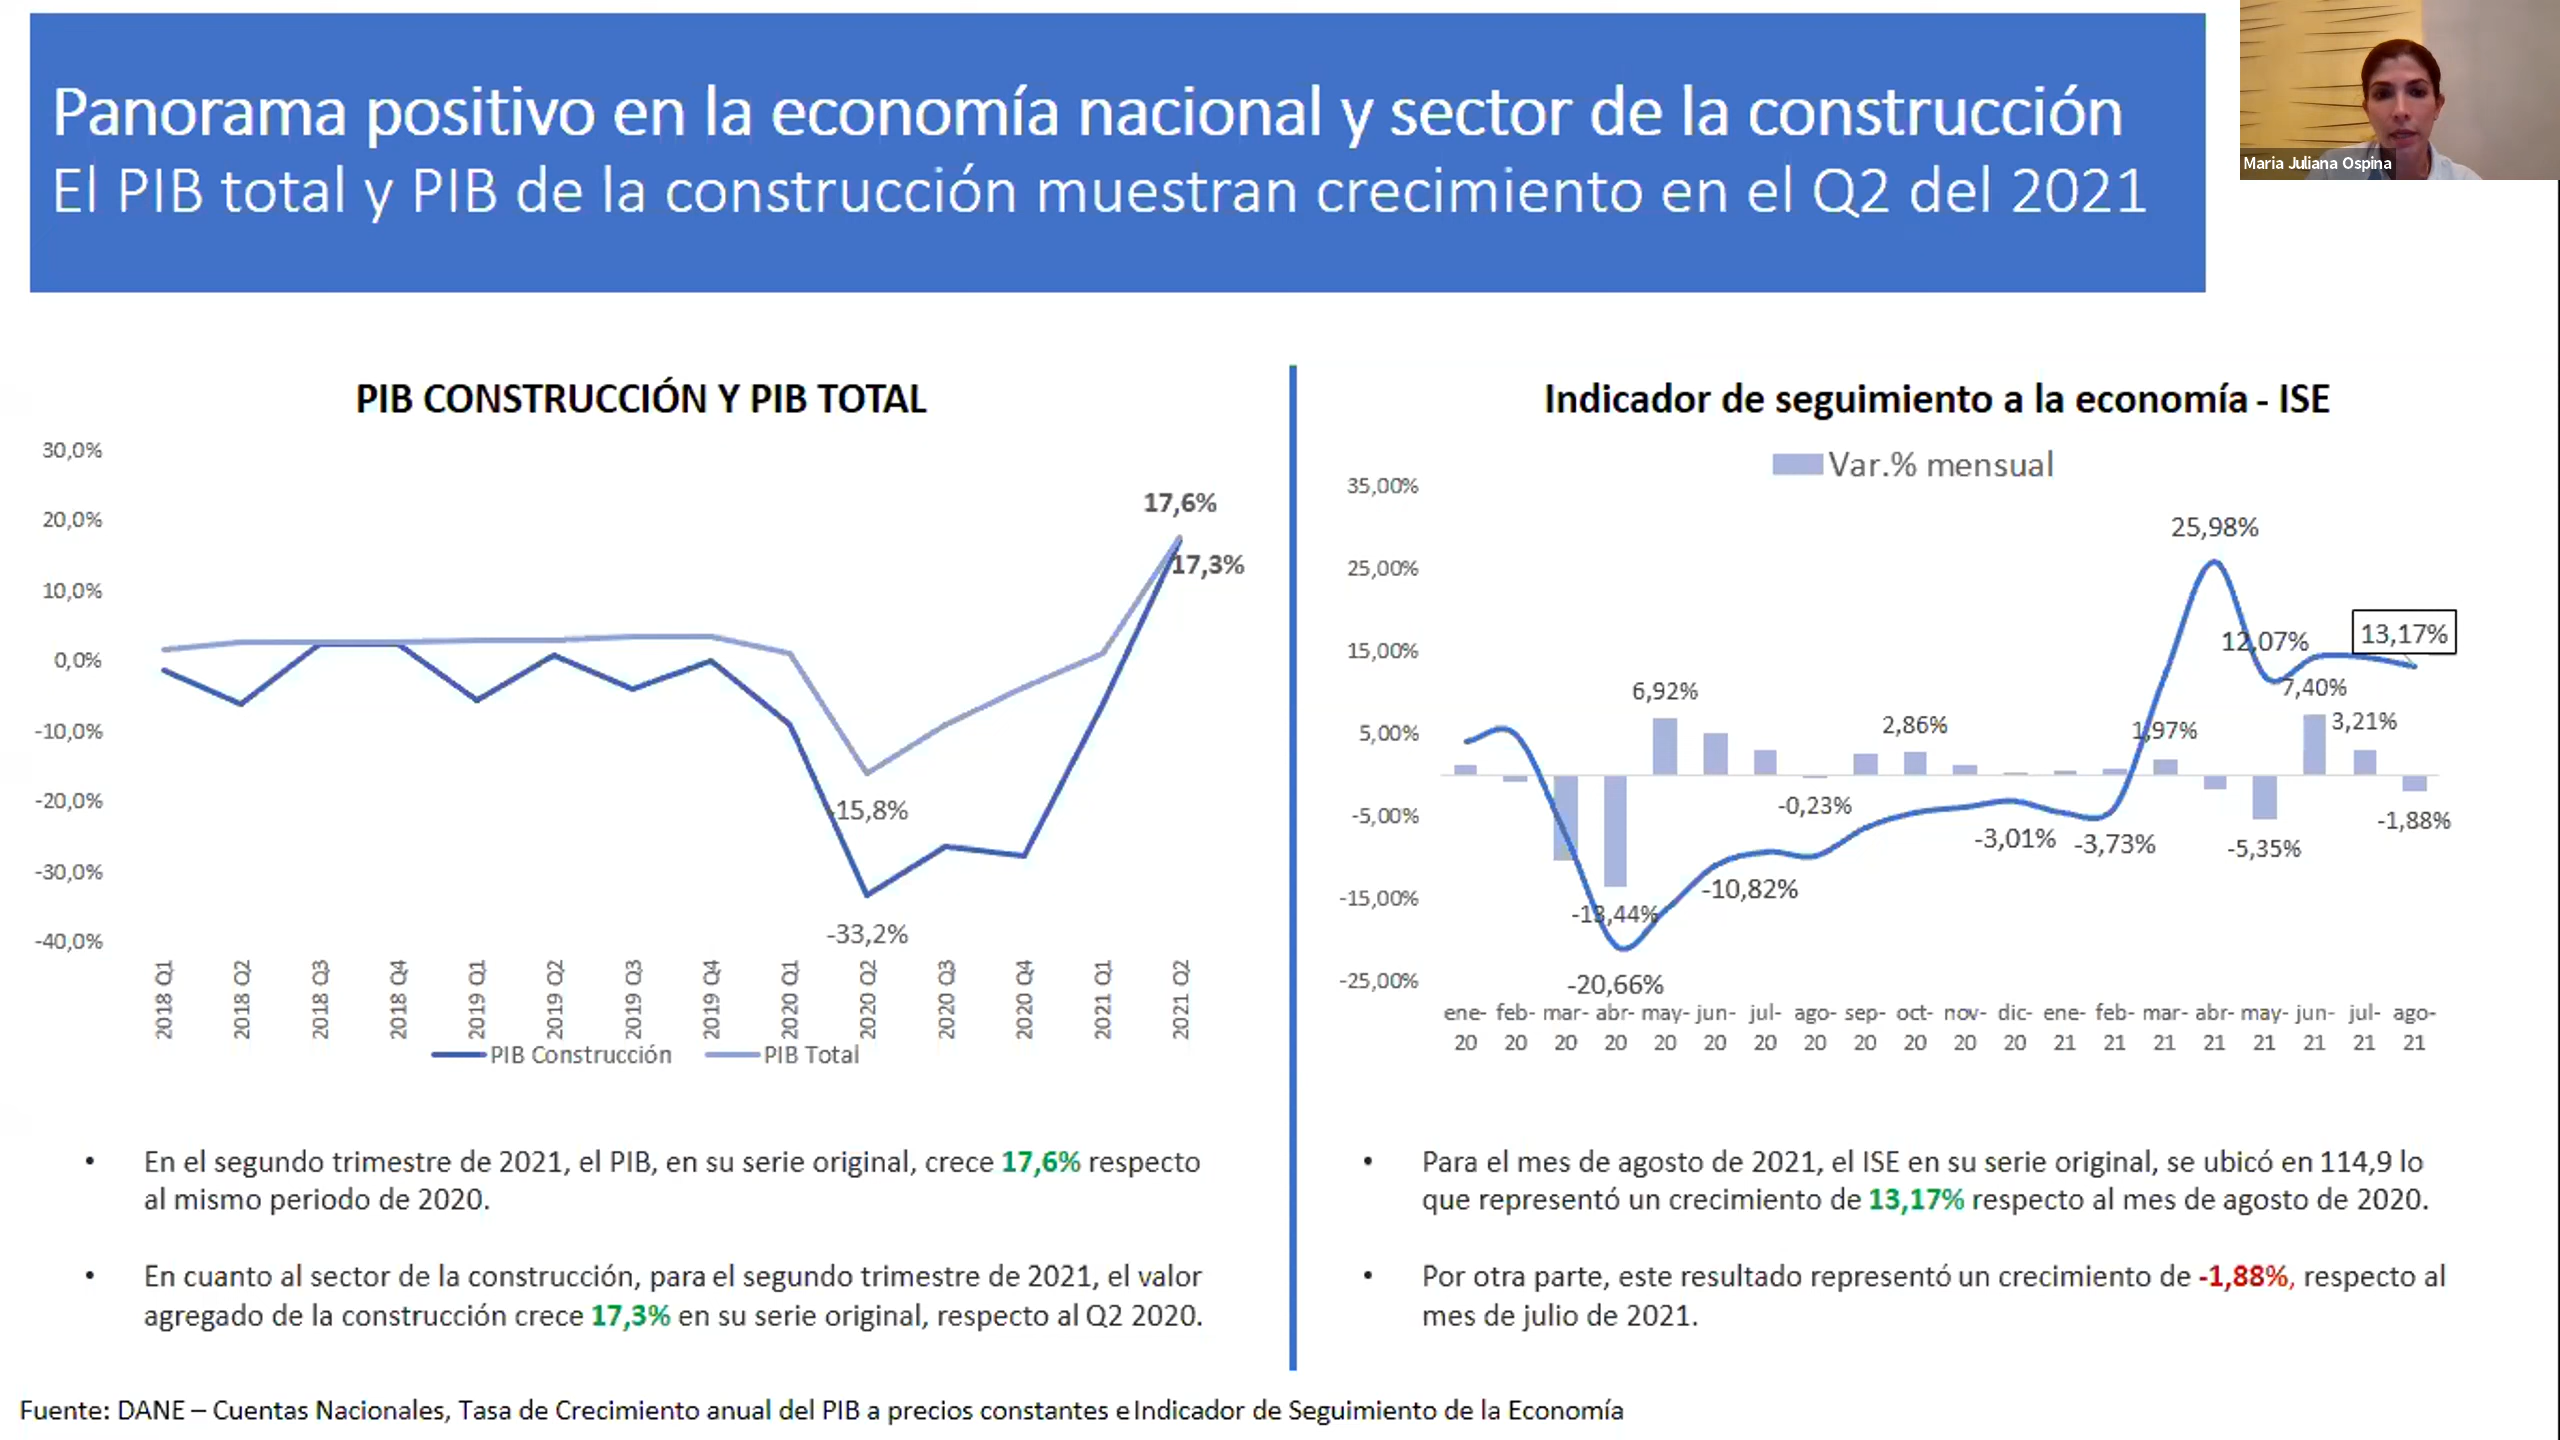 Panorama positivo en la economía nacional y sector de la construcción
El PIB total y PIB de la construcción muestran crecimiento en el Q2 del 2021
Maria Juliana Ospina
PIB CONSTRUCCIÓN Y PIB TOTAL
30,0%
20,0%
10,0%
0,0%
-10,0%
-20,0%
-30,0%
-40,0%
17,6%
17,3%
-15,8%
-33,2%
2018 Q1
2018 Q2
2018 Q3
2018 Q4
2019 Q1
2019 Q2
2019 Q3
2019 Q4
2020 Q1
2020 Q2
2020 Q3
2020 Q4
2021 Q1
2021 Q2
PIB Construcción
PIB Total
Indicador de seguimiento a la economía - ISE
Var.% mensual
35,00%
25,00%
15,00%
5,00%
-5,00%
-15,00%
-25,00%
25,98%
12,07%
13,17%
6,92%
7,40%
2,86%
1,97%
3,21%
-0,23%
-3,01%
-3,73%
-5,35%
-1,88%
-10,82%
-13,44%
-20,66%
ene-20
feb-20
mar-20
abr-20
may-20
jun-20
jul-20
ago-20
sep-20
oct-20
nov-20
dic-20
ene-21
feb-21
mar-21
abr-21
may-21
jun-21
jul-21
ago-21
• En el segundo trimestre de 2021, el PIB, en su serie original, crece 17,6% respecto
al mismo periodo de 2020.
• En cuanto al sector de la construcción, para el segundo trimestre de 2021, el valor
agregado de la construcción crece 17,3% en su serie original, respecto al Q2 2020.
• Para el mes de agosto de 2021, el ISE en su serie original, se ubicó en 114,9 lo
que representó un crecimiento de 13,17% respecto al mes de agosto de 2020.
• Por otra parte, este resultado representó un crecimiento de -1,88%, respecto al
mes de julio de 2021.
Fuente: DANE – Cuentas Nacionales, Tasa de Crecimiento anual del PIB a precios constantes e Indicador de Seguimiento de la Economía